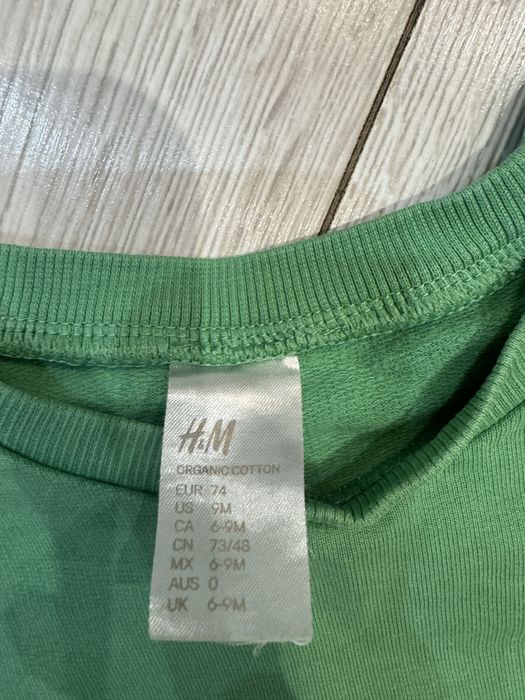 H&M
ORGANIC COTTON
EUR 74
US 9M
CA 6-9M
CN 73/48
MX 6-9M
AUS 0
UK 6-9M